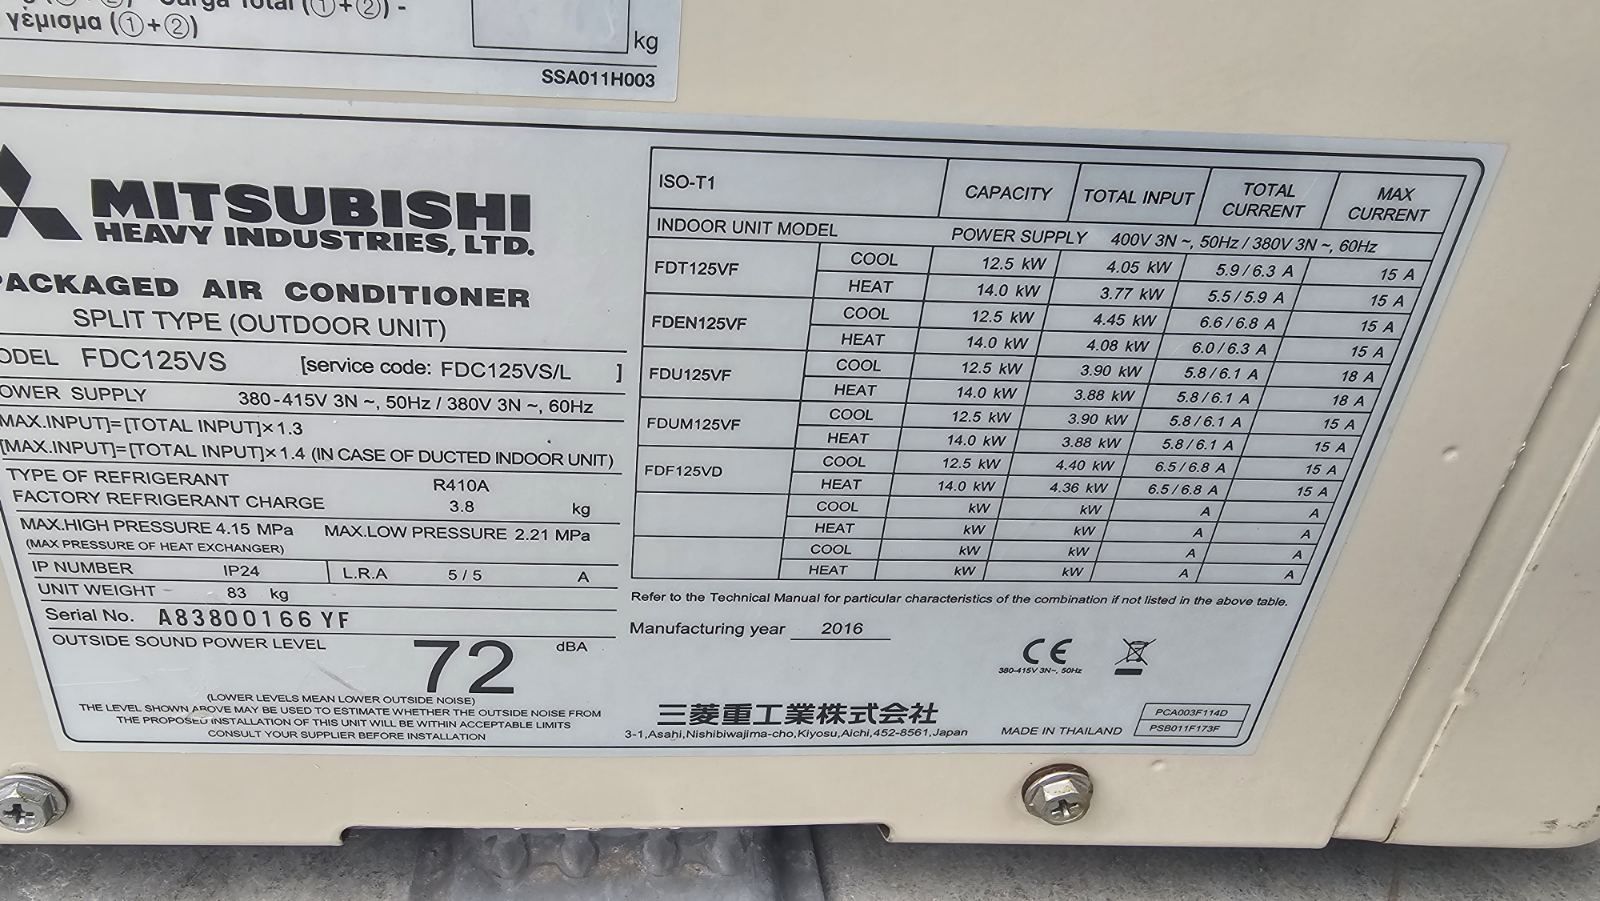 Carga Total (①+②) -
γέμισμα (①+②)
kg
SSA011H003
MITSUBISHI
HEAVY INDUSTRIES, LTD.
PACKAGED AIR CONDITIONER
SPLIT TYPE (OUTDOOR UNIT)
ODEL FDC125VS [service code: FDC125VS/L ]
OWER SUPPLY 380-415V 3N ~, 50Hz / 380V 3N ~, 60Hz
[MAX.INPUT]=[TOTAL INPUT]×1.3
[MAX.INPUT]=[TOTAL INPUT]×1.4 (IN CASE OF DUCTED INDOOR UNIT)
TYPE OF REFRIGERANT R410A
FACTORY REFRIGERANT CHARGE 3.8 kg
MAX.HIGH PRESSURE 4.15 MPa MAX.LOW PRESSURE 2.21 MPa
(MAX PRESSURE OF HEAT EXCHANGER)
IP NUMBER IP24 L.R.A 5 / 5 A
UNIT WEIGHT 83 kg
Serial No. A83800166YF
OUTSIDE SOUND POWER LEVEL 72 dBA
(LOWER LEVELS MEAN LOWER OUTSIDE NOISE)
THE LEVEL SHOWN ABOVE MAY BE USED TO ESTIMATE WHETHER THE OUTSIDE NOISE FROM
THE PROPOSED INSTALLATION OF THIS UNIT WILL BE WITHIN ACCEPTABLE LIMITS
CONSULT YOUR SUPPLIER BEFORE INSTALLATION
ISO-T1 CAPACITY TOTAL INPUT TOTAL CURRENT MAX CURRENT
INDOOR UNIT MODEL POWER SUPPLY 400V 3N ~, 50Hz / 380V 3N ~, 60Hz
FDT125VF COOL 12.5 kW 4.05 kW 5.9 / 6.3 A 15 A
HEAT 14.0 kW 3.77 kW 5.5 / 5.9 A 15 A
FDEN125VF COOL 12.5 kW 4.45 kW 6.6 / 6.8 A 15 A
HEAT 14.0 kW 4.08 kW 6.0 / 6.3 A 15 A
FDU125VF COOL 12.5 kW 3.90 kW 5.8 / 6.1 A 18 A
HEAT 14.0 kW 3.88 kW 5.8 / 6.1 A 18 A
FDUM125VF COOL 12.5 kW 3.90 kW 5.8 / 6.1 A 15 A
HEAT 14.0 kW 3.88 kW 5.8 / 6.1 A 15 A
FDF125VD COOL 12.5 kW 4.40 kW 6.5 / 6.8 A 15 A
HEAT 14.0 kW 4.36 kW 6.5 / 6.8 A 15 A
COOL kW kW A A
HEAT kW kW A A
COOL kW kW A A
HEAT kW kW A A
Refer to the Technical Manual for particular characteristics of the combination if not listed in the above table.
Manufacturing year 2016
CE
380-415V 3N~, 50Hz
三菱重工業株式会社
3-1,Asahi,Nishibiwajima-cho,Kiyosu,Aichi,452-8561,Japan
MADE IN THAILAND
PCA003F114D
PSB011F173F